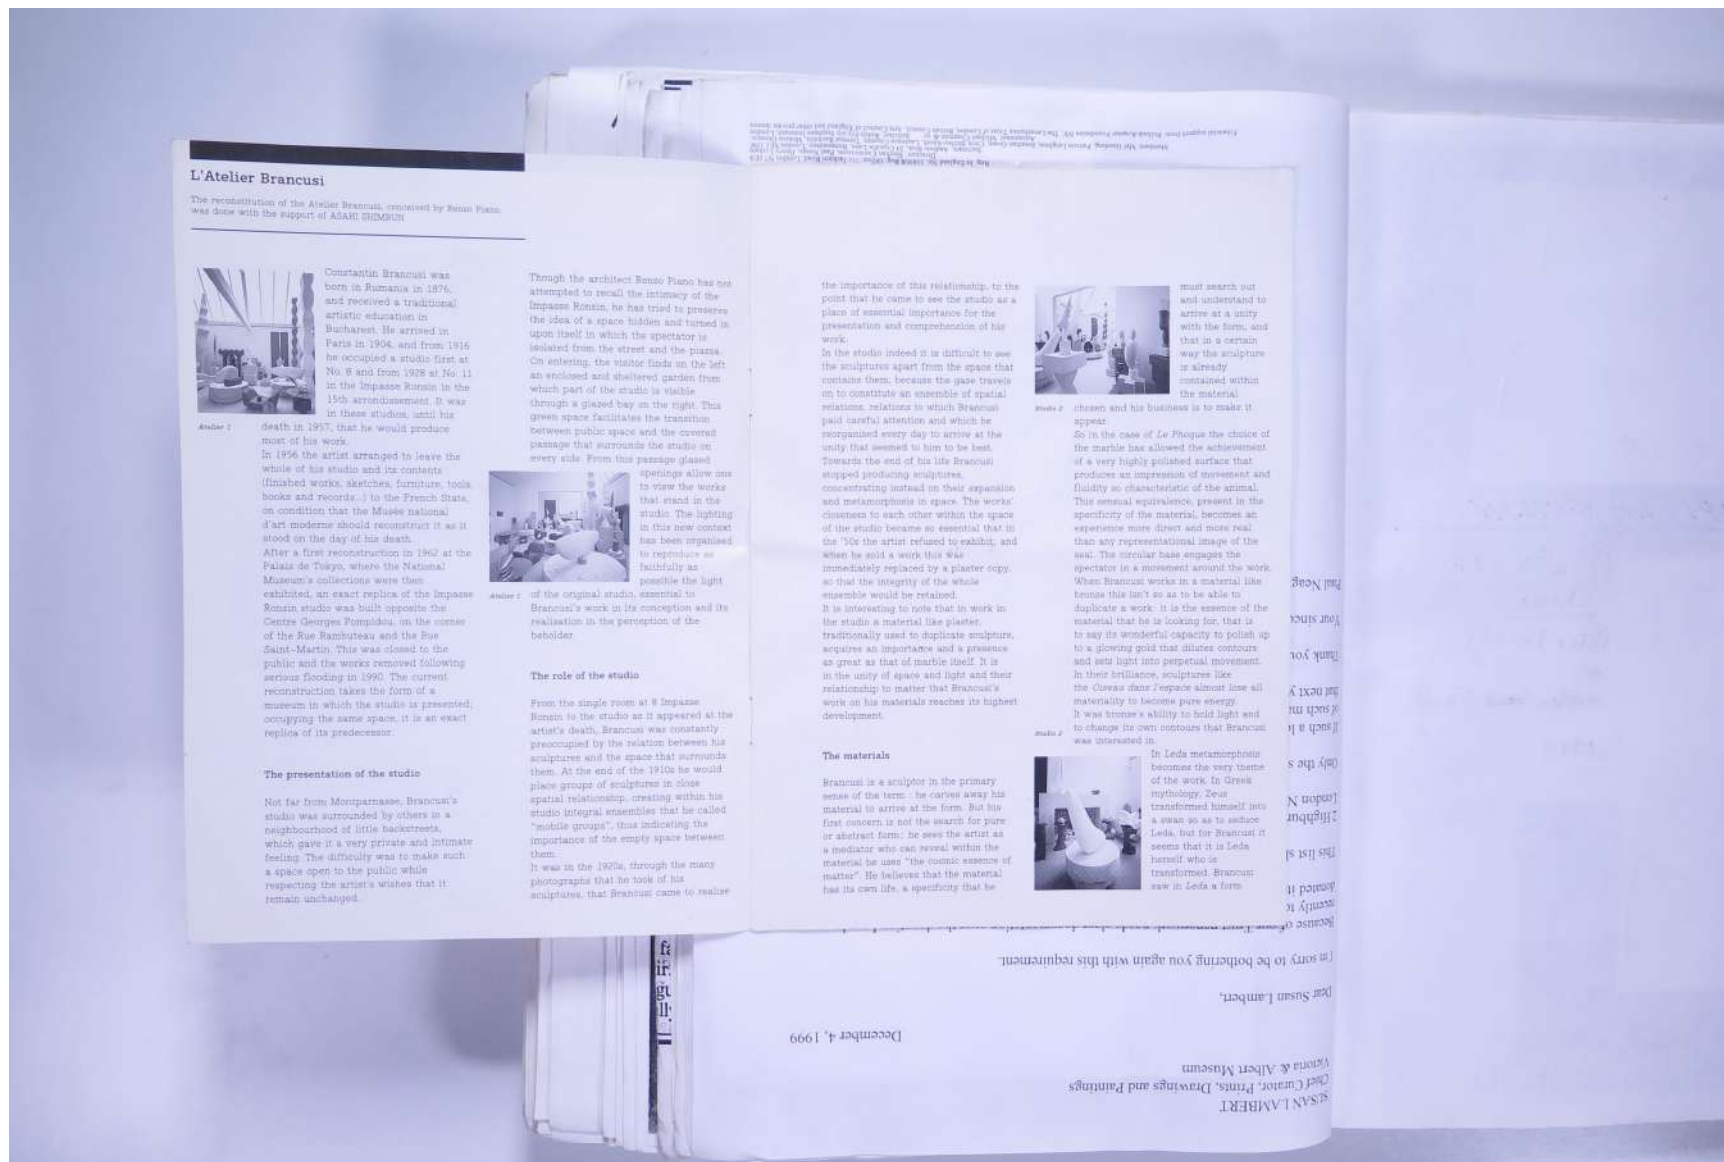 L'Atelier Brancusi
The reconstitution of the Atelier Brancusi, conceived by Renzo Piano,
was done with the support of ASAHI SHIMBUN
Constantin Brancusi was
born in Rumania in 1876,
and received a traditional
artistic education in
Bucharest. He arrived in
Paris in 1904, and from 1916
he occupied a studio first at
No. 8 and from 1928 at No. 11
in the Impasse Ronsin in the
15th arrondissement. It was
in these studios, until his
Atelier 1
death in 1957, that he would produce
most of his work.
In 1956 the artist arranged to leave the
whole of his studio and its contents
(finished works, sketches, furniture, tools,
books and records...) to the French State,
on condition that the Musée national
d'art moderne should reconstruct it as it
stood on the day of his death.
After a first reconstruction in 1962 at the
Palais de Tokyo, where the National
Museum's collections were then
exhibited, an exact replica of the Impasse
Ronsin studio was built opposite the
Centre Georges Pompidou, on the corner
of the Rue Rambuteau and the Rue
Saint-Martin. This was closed to the
public and the works removed following
serious flooding in 1990. The current
reconstruction takes the form of a
museum in which the studio is presented;
occupying the same space, it is an exact
replica of its predecessor.
The presentation of the studio
Not far from Montparnasse, Brancusi's
studio was surrounded by others in a
neighbourhood of little backstreets,
which gave it a very private and intimate
feeling. The difficulty was to make such
a space open to the public while
respecting the artist's wishes that it
remain unchanged.
Though the architect Renzo Piano has not
attempted to recall the intimacy of the
Impasse Ronsin, he has tried to preserve
the idea of a space hidden and turned in
upon itself in which the spectator is
isolated from the street and the piazza.
On entering, the visitor finds on the left
an enclosed and sheltered garden from
which part of the studio is visible
through a glazed bay on the right. This
green space facilitates the transition
between public space and the covered
passage that surrounds the studio on
every side. From this passage glazed
openings allow one
to view the works
that stand in the
studio. The lighting
in this new context
has been organised
to reproduce as
faithfully as
possible the light
of the original studio, essential to
Brancusi's work in its conception and its
realisation in the perception of the
beholder.
The role of the studio
From the single room at 8 Impasse
Ronsin to the studio as it appeared at the
artist's death, Brancusi was constantly
preoccupied by the relation between his
sculptures and the space that surrounds
them. At the end of the 1910s he would
place groups of sculptures in close
spatial relationship, creating within his
studio integral ensembles that he called
"mobile groups", thus indicating the
importance of the empty space between
them.
It was in the 1920s, through the many
photographs that he took of his
sculptures, that Brancusi came to realise
the importance of this relationship, to the
point that he came to see the studio as a
place of essential importance for the
presentation and comprehension of his
work.
In the studio indeed it is difficult to see
the sculptures apart from the space that
contains them, because the gaze travels
on to constitute an ensemble of spatial
relations, relations to which Brancusi
paid careful attention and which he
reorganised every day to arrive at the
unity that seemed to him to be best.
Towards the end of his life Brancusi
stopped producing sculptures,
concentrating instead on their expansion
and metamorphosis in space. The works'
closeness to each other within the space
of the studio became so essential that in
the '50s the artist refused to exhibit, and
when he sold a work this was
immediately replaced by a plaster copy,
so that the integrity of the whole
ensemble would be retained.
It is interesting to note that in work in
the studio a material like plaster,
traditionally used to duplicate sculpture,
acquires an importance and a presence
as great as that of marble itself. It is
in the unity of space and light and their
relationship to matter that Brancusi's
work on his materials reaches its highest
development.
The materials
Brancusi is a sculptor in the primary
sense of the term : he carves away his
material to arrive at the form. But his
first concern is not the search for pure
or abstract form; he sees the artist as
a mediator who can reveal within the
material he uses "the cosmic essence of
matter". He believes that the material
has its own life, a specificity that he
must search out
and understand to
arrive at a unity
with the form, and
that in a certain
way the sculpture
is already
contained within
the material
Studio 2
chosen and his business is to make it
appear.
So in the case of Le Phoque the choice of
the marble has allowed the achievement
of a very highly polished surface that
produces an impression of movement and
fluidity so characteristic of the animal.
This sensual equivalence, present in the
specificity of the material, becomes an
experience more direct and more real
than any representational image of the
seal. The circular base engages the
spectator in a movement around the work.
When Brancusi works in a material like
bronze this isn't so as to be able to
duplicate a work: it is the essence of the
material that he is looking for, that is
to say its wonderful capacity to polish up
to a glowing gold that dilutes contours
and sets light into perpetual movement.
In their brilliance, sculptures like
the Oiseau dans l'espace almost lose all
materiality to become pure energy.
It was bronze's ability to hold light and
to change its own contours that Brancusi
was interested in.
Studio 2
In Leda metamorphosis
becomes the very theme
of the work. In Greek
mythology, Zeus
transformed himself into
a swan so as to seduce
Leda, but for Brancusi it
seems that it is Leda
herself who is
transformed. Brancusi
saw in Leda a form
SUSAN LAMBERT
Chief Curator, Prints, Drawings and Paintings
Victoria & Albert Museum
December 4, 1999
Dear Susan Lambert,
I'm sorry to be bothering you again with this requirement.
Because of
recently to
donated it
This list s
2 Highbur
London N
Only the s
If such a
of such
that next y
Thank you
Your since
Paul Neag